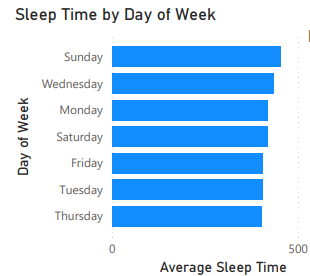 Sleep Time by Day of Week
Day of Week
Sunday
Wednesday
Monday
Saturday
Friday
Tuesday
Thursday
0 500
Average Sleep Time